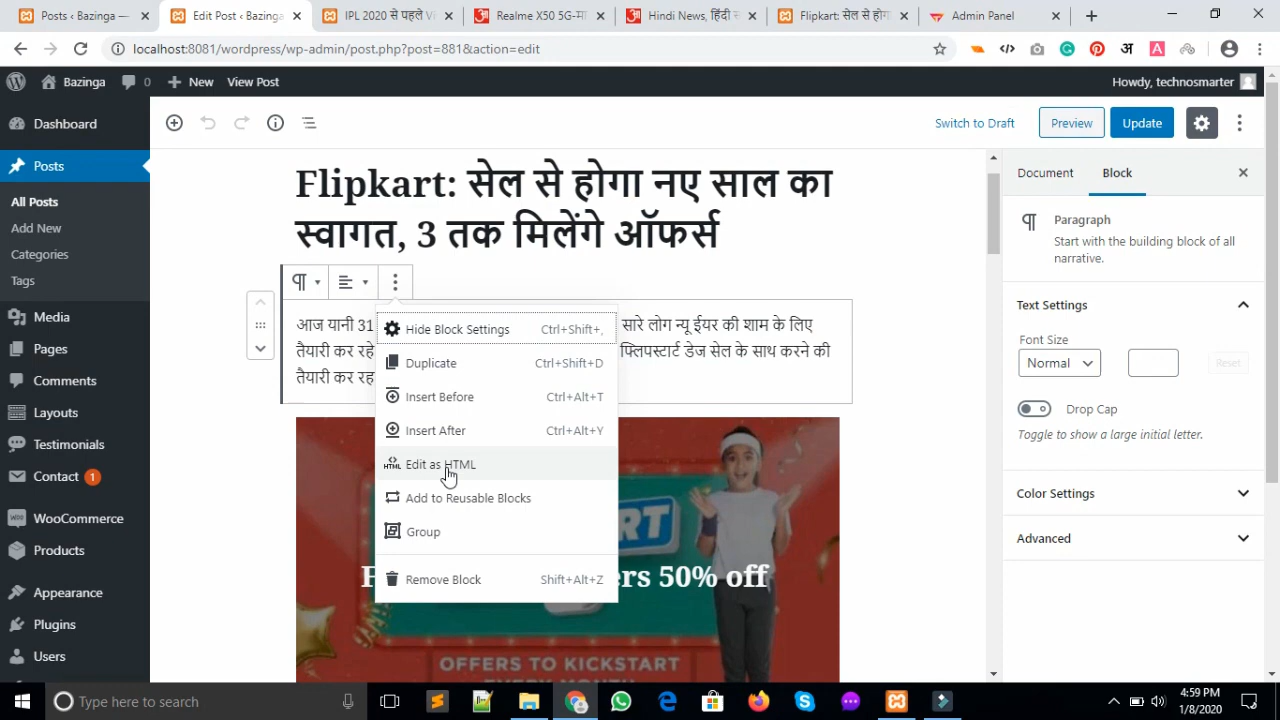 Posts ‹ Bazinga —
Edit Post ‹ Bazinga
IPL 2020 से पहले Vi
Realme X50 5G-मा
Hindi News, हिंदी स
Flipkart: सेल से होगा
Admin Panel
localhost:8081/wordpress/wp-admin/post.php?post=881&action=edit
Bazinga
0
New
View Post
Howdy, technosmarter
Dashboard
Posts
All Posts
Add New
Categories
Tags
Media
Pages
Comments
Layouts
Testimonials
Contact 1
WooCommerce
Products
Appearance
Plugins
Users
Switch to Draft
Preview
Update
Flipkart: सेल से होगा नए साल का
स्वागत, 3 तक मिलेंगे ऑफर्स
आज यानी 31
सारे लोग न्यू ईयर की शाम के लिए
तैयारी कर रहे
फ्लिपस्टार्ट डेज सेल के साथ करने की
तैयारी कर रहा
Hide Block Settings Ctrl+Shift+,
Duplicate Ctrl+Shift+D
Insert Before Ctrl+Alt+T
Insert After Ctrl+Alt+Y
HTML Edit as HTML
Add to Reusable Blocks
Group
Remove Block Shift+Alt+Z
ers 50% off
OFFERS TO KICKSTART
Document
Block
Paragraph
Start with the building block of all
narrative.
Text Settings
Font Size
Normal
Reset
Drop Cap
Toggle to show a large initial letter.
Color Settings
Advanced
Type here to search
4:59 PM
1/8/2020